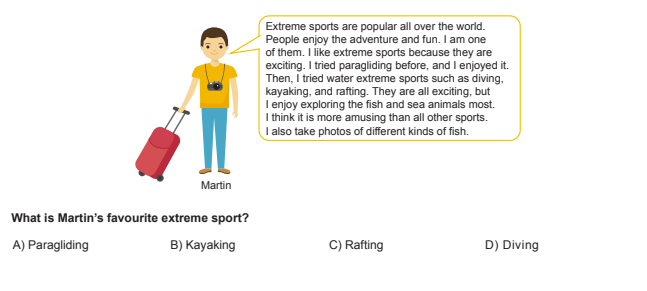 Extreme sports are popular all over the world.
People enjoy the adventure and fun. I am one
of them. I like extreme sports because they are
exciting. I tried paragliding before, and I enjoyed it.
Then, I tried water extreme sports such as diving,
kayaking, and rafting. They are all exciting, but
I enjoy exploring the fish and sea animals most.
I think it is more amusing than all other sports.
I also take photos of different kinds of fish.
Martin
What is Martin's favourite extreme sport?
A) Paragliding B) Kayaking C) Rafting D) Diving